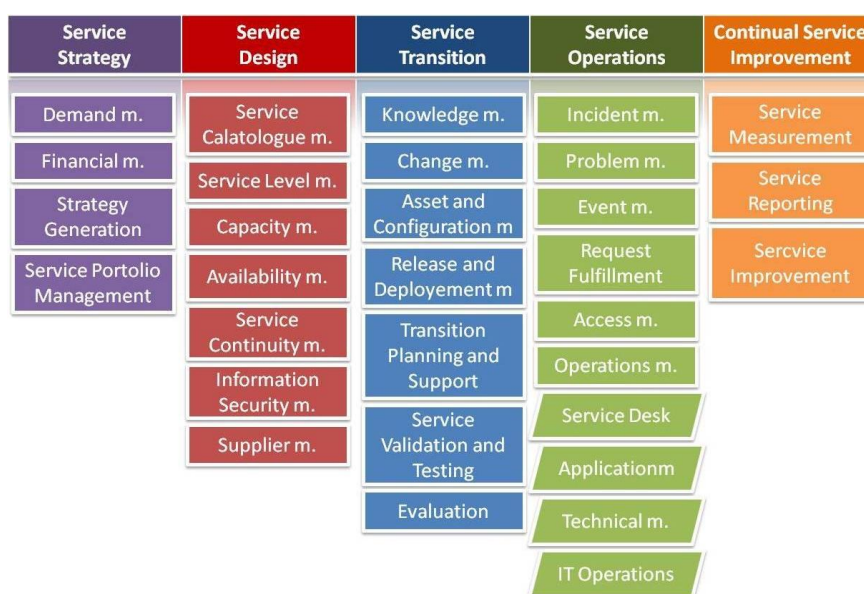 Service
Strategy
Service
Design
Service
Transition
Service
Operations
Continual Service
Improvement
Demand m.
Financial m.
Strategy
Generation
Service Portolio
Management
Service
Calatologue m.
Service Level m.
Capacity m.
Availability m.
Service
Continuity m.
Information
Security m.
Supplier m.
Knowledge m.
Change m.
Asset and
Configuration m
Release and
Deployement m
Transition
Planning and
Support
Service
Validation and
Testing
Evaluation
Incident m.
Problem m.
Event m.
Request
Fulfillment
Access m.
Operations m.
Service Desk
Applicationm
Technical m.
IT Operations
Service
Measurement
Service
Reporting
Sercvice
Improvement